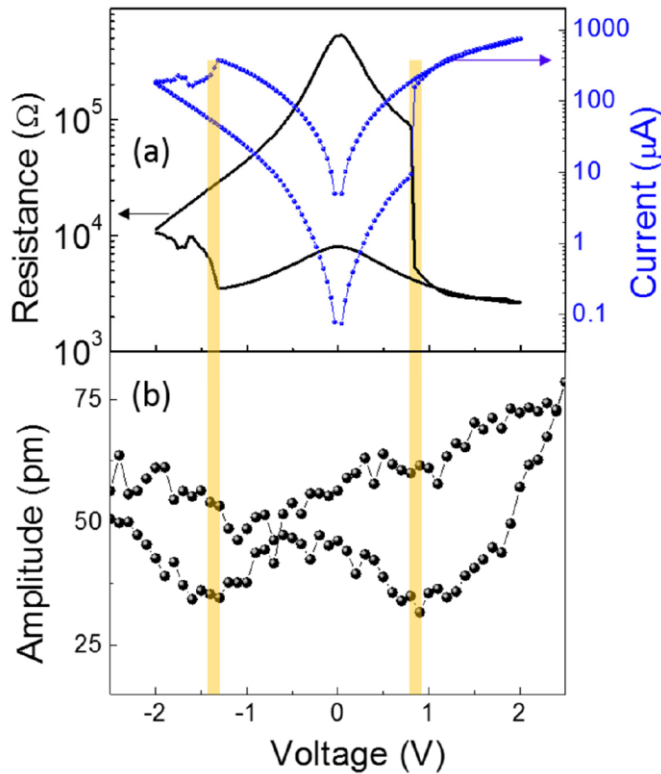 Resistance (Ω)
10^5
10^4
10^3
(a)
1000
100
10
1
0.1
Current (μA)
(b)
Amplitude (pm)
75
50
25
-2 -1 0 1 2
Voltage (V)